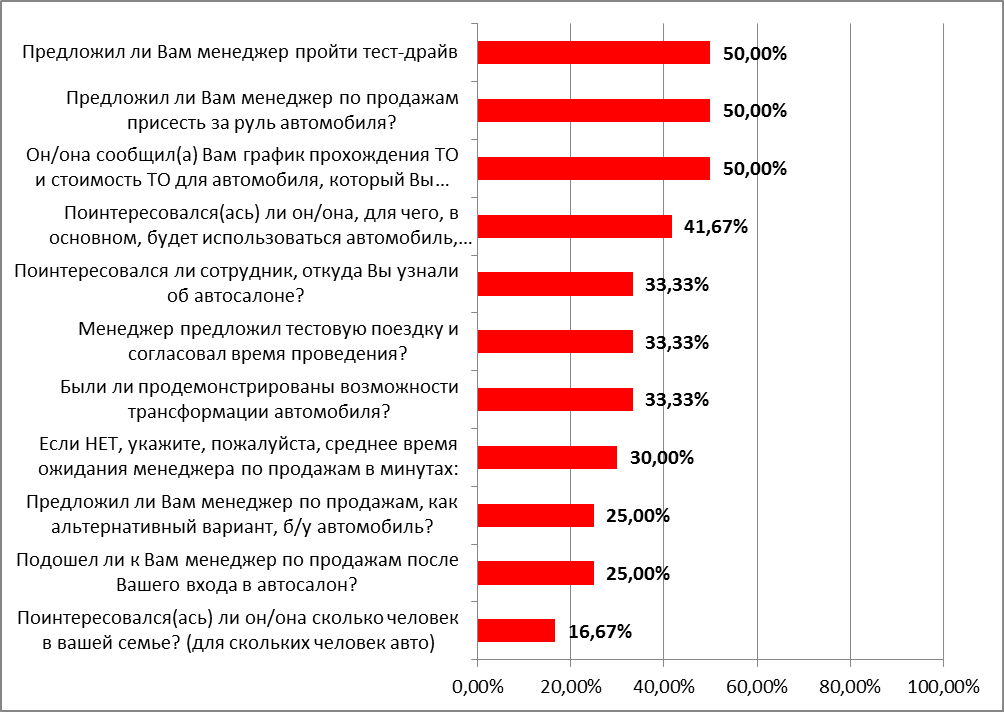 Предложил ли Вам менеджер пройти тест-драйв
50,00%
Предложил ли Вам менеджер по продажам
присесть за руль автомобиля?
50,00%
Он/она сообщил(а) Вам график прохождения ТО
и стоимость ТО для автомобиля, который Вы...
50,00%
Поинтересовался(ась) ли он/она, для чего, в
основном, будет использоваться автомобиль,...
41,67%
Поинтересовался ли сотрудник, откуда Вы узнали
об автосалоне?
33,33%
Менеджер предложил тестовую поездку и
согласовал время проведения?
33,33%
Были ли продемонстрированы возможности
трансформации автомобиля?
33,33%
Если НЕТ, укажите, пожалуйста, среднее время
ожидания менеджера по продажам в минутах:
30,00%
Предложил ли Вам менеджер по продажам, как
альтернативный вариант, б/у автомобиль?
25,00%
Подошел ли к Вам менеджер по продажам после
Вашего входа в автосалон?
25,00%
Поинтересовался(ась) ли он/она сколько человек
в вашей семье? (для скольких человек авто)
16,67%
0,00% 20,00% 40,00% 60,00% 80,00% 100,00%